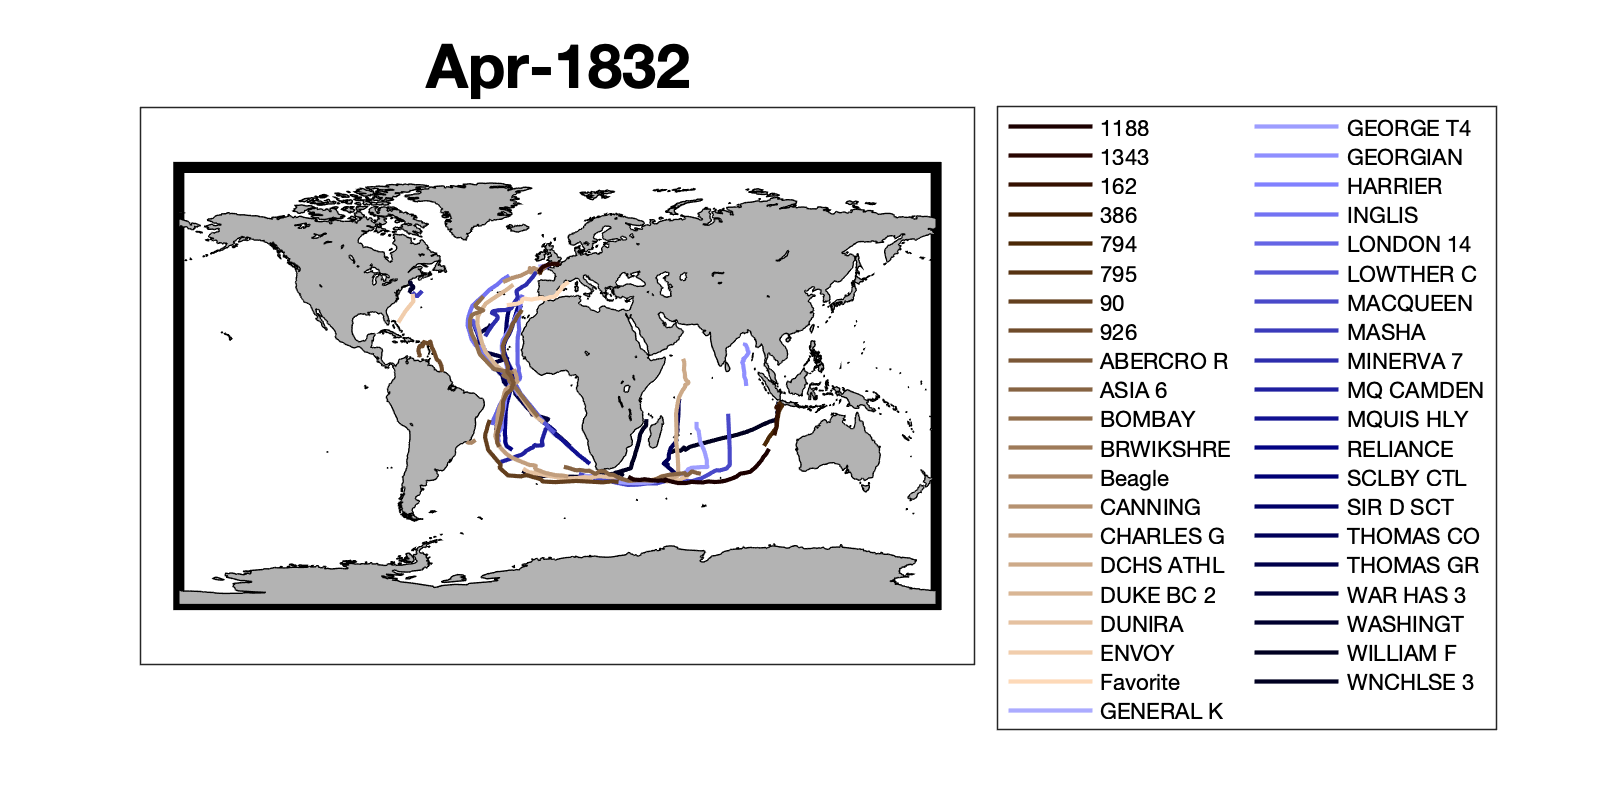 Apr-1832
1188
1343
162
386
794
795
90
926
ABERCRO R
ASIA 6
BOMBAY
BRWIKSHRE
Beagle
CANNING
CHARLES G
DCHS ATHL
DUKE BC 2
DUNIRA
ENVOY
Favorite
GENERAL K
GEORGE T4
GEORGIAN
HARRIER
INGLIS
LONDON 14
LOWTHER C
MACQUEEN
MASHA
MINERVA 7
MQ CAMDEN
MQUIS HLY
RELIANCE
SCLBY CTL
SIR D SCT
THOMAS CO
THOMAS GR
WAR HAS 3
WASHINGT
WILLIAM F
WNCHLSE 3